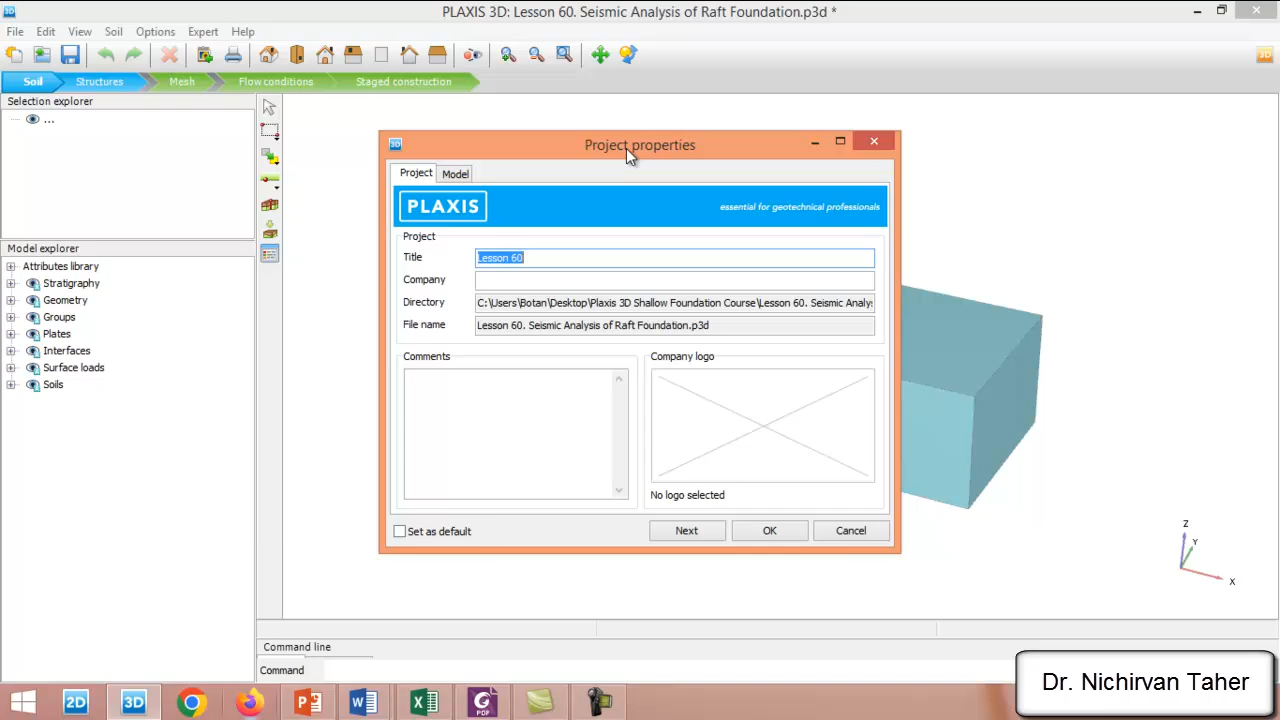 PLAXIS 3D: Lesson 60. Seismic Analysis of Raft Foundation.p3d *
File Edit View Soil Options Expert Help
Soil Structures Mesh Flow conditions Staged construction
Selection explorer
...
Model explorer
Attributes library
Stratigraphy
Geometry
Groups
Plates
Interfaces
Surface loads
Soils
3D Project properties
Project Model
PLAXIS essential for geotechnical professionals
Project
Title Lesson 60
Company
Directory C:\Users\Botan\Desktop\Plaxis 3D Shallow Foundation Course\Lesson 60. Seismic Analy
File name Lesson 60. Seismic Analysis of Raft Foundation.p3d
Comments Company logo
No logo selected
Set as default Next OK Cancel
Z
Y
X
Command line
Command
2D 3D PDF
Dr. Nichirvan Taher